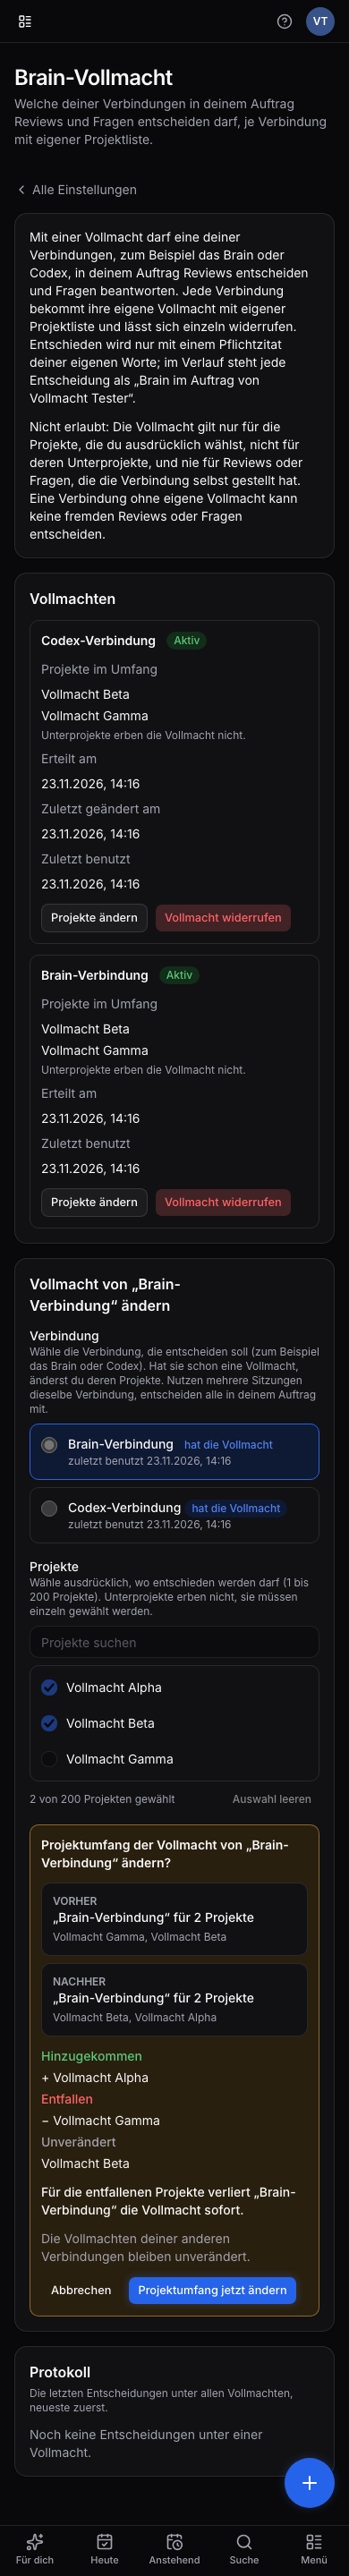 VT
Brain-Vollmacht
Welche deiner Verbindungen in deinem Auftrag
Reviews und Fragen entscheiden darf, je Verbindung
mit eigener Projektliste.
Alle Einstellungen
Mit einer Vollmacht darf eine deiner
Verbindungen, zum Beispiel das Brain oder
Codex, in deinem Auftrag Reviews entscheiden
und Fragen beantworten. Jede Verbindung
bekommt ihre eigene Vollmacht mit eigener
Projektliste und lässt sich einzeln widerrufen.
Entschieden wird nur mit einem Pflichtzitat
deiner eigenen Worte; im Verlauf steht jede
Entscheidung als „Brain im Auftrag von
Vollmacht Tester“.
Nicht erlaubt: Die Vollmacht gilt nur für die
Projekte, die du ausdrücklich wählst, nicht für
deren Unterprojekte, und nie für Reviews oder
Fragen, die die Verbindung selbst gestellt hat.
Eine Verbindung ohne eigene Vollmacht kann
keine fremden Reviews oder Fragen
entscheiden.
Vollmachten
Codex-Verbindung Aktiv
Projekte im Umfang
Vollmacht Beta
Vollmacht Gamma
Unterprojekte erben die Vollmacht nicht.
Erteilt am
23.11.2026, 14:16
Zuletzt geändert am
23.11.2026, 14:16
Zuletzt benutzt
23.11.2026, 14:16
Projekte ändern Vollmacht widerrufen
Brain-Verbindung Aktiv
Projekte im Umfang
Vollmacht Beta
Vollmacht Gamma
Unterprojekte erben die Vollmacht nicht.
Erteilt am
23.11.2026, 14:16
Zuletzt benutzt
23.11.2026, 14:16
Projekte ändern Vollmacht widerrufen
Vollmacht von „Brain-
Verbindung“ ändern
Verbindung
Wähle die Verbindung, die entscheiden soll (zum Beispiel
das Brain oder Codex). Hat sie schon eine Vollmacht,
änderst du deren Projekte. Nutzen mehrere Sitzungen
dieselbe Verbindung, entscheiden alle in deinem Auftrag
mit.
Brain-Verbindung hat die Vollmacht
zuletzt benutzt 23.11.2026, 14:16
Codex-Verbindung hat die Vollmacht
zuletzt benutzt 23.11.2026, 14:16
Projekte
Wähle ausdrücklich, wo entschieden werden darf (1 bis
200 Projekte). Unterprojekte erben nicht, sie müssen
einzeln gewählt werden.
Projekte suchen
Vollmacht Alpha
Vollmacht Beta
Vollmacht Gamma
2 von 200 Projekten gewählt Auswahl leeren
Projektumfang der Vollmacht von „Brain-
Verbindung“ ändern?
VORHER
„Brain-Verbindung“ für 2 Projekte
Vollmacht Gamma, Vollmacht Beta
NACHHER
„Brain-Verbindung“ für 2 Projekte
Vollmacht Beta, Vollmacht Alpha
Hinzugekommen
+ Vollmacht Alpha
Entfallen
− Vollmacht Gamma
Unverändert
Vollmacht Beta
Für die entfallenen Projekte verliert „Brain-
Verbindung“ die Vollmacht sofort.
Die Vollmachten deiner anderen
Verbindungen bleiben unverändert.
Abbrechen Projektumfang jetzt ändern
Protokoll
Die letzten Entscheidungen unter allen Vollmachten,
neueste zuerst.
Noch keine Entscheidungen unter einer
Vollmacht.
Für dich Heute Anstehend Suche Menü